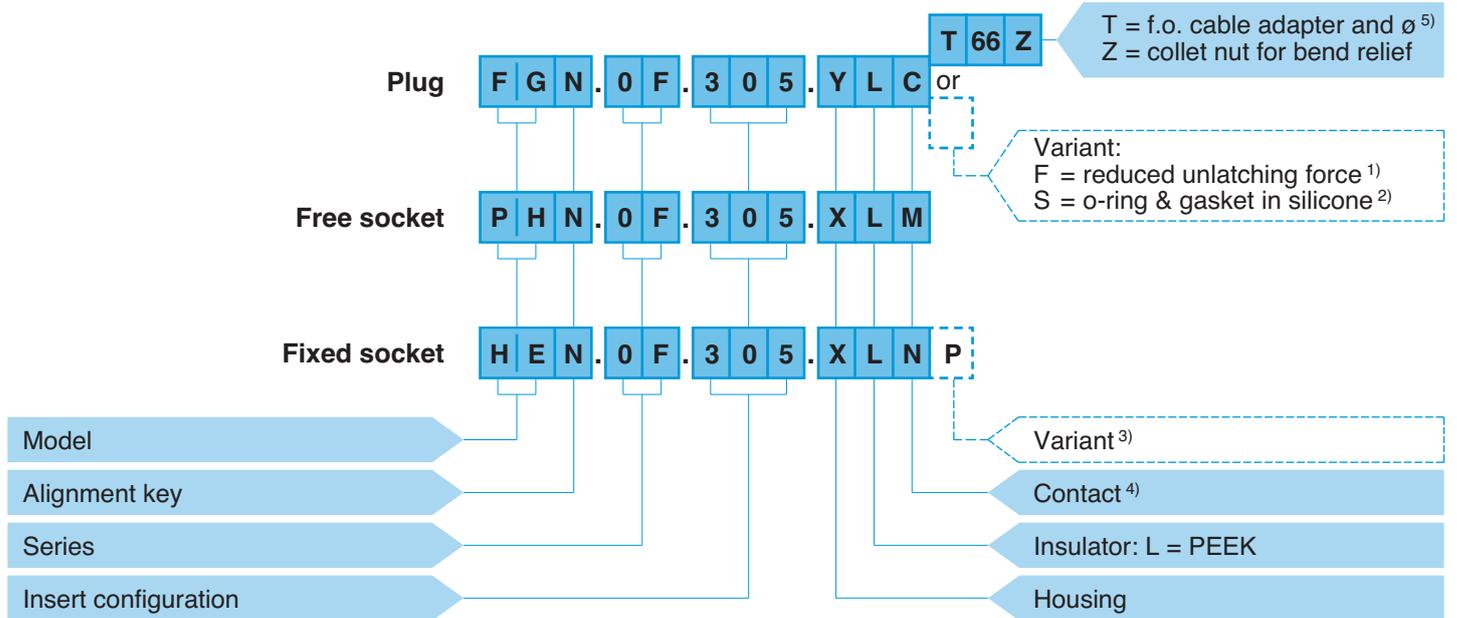 T 66 Z
T = f.o. cable adapter and ø 5)
Z = collet nut for bend relief
Plug
F G N . 0 F . 3 0 5 . Y L C
or
Variant:
F = reduced unlatching force 1)
S = o-ring & gasket in silicone 2)
Free socket
P H N . 0 F . 3 0 5 . X L M
Fixed socket
H E N . 0 F . 3 0 5 . X L N P
Model
Variant 3)
Alignment key
Contact 4)
Series
Insulator: L = PEEK
Insert configuration
Housing